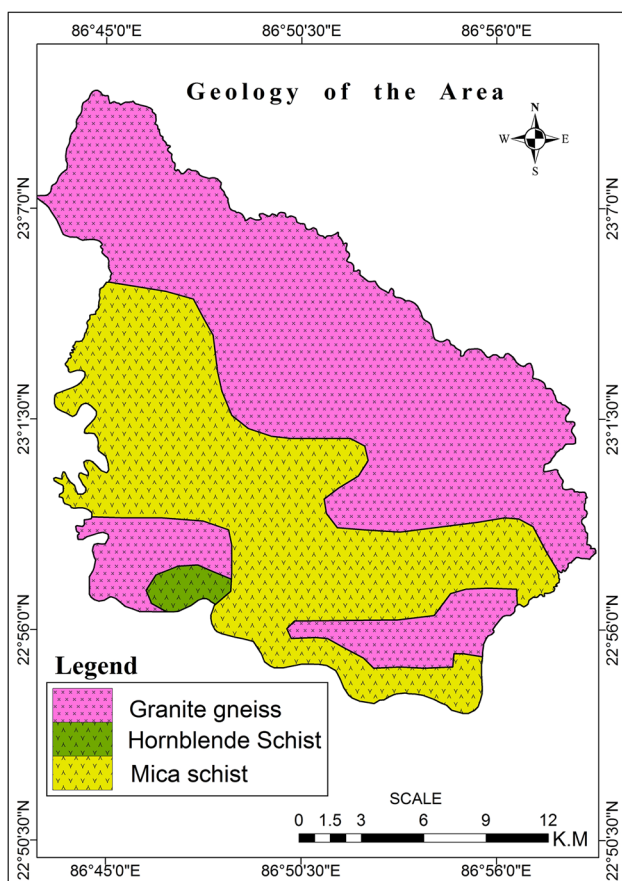 86°45'0"E 86°50'30"E 86°56'0"E
Geology of the Area
N
W E
S
23°7'0"N 23°7'0"N
23°1'30"N 23°1'30"N
22°56'0"N 22°56'0"N
Legend
Granite gneiss
Hornblende Schist
Mica schist
SCALE
0 1.5 3 6 9 12
K.M
22°50'30"N 22°50'30"N
86°45'0"E 86°50'30"E 86°56'0"E